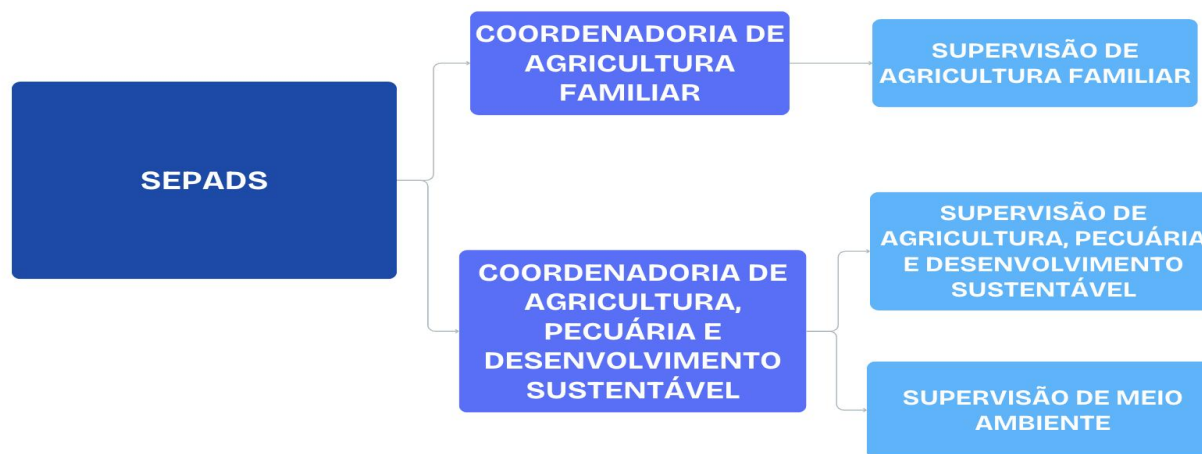 SEPADS
COORDENADORIA DE
AGRICULTURA
FAMILIAR
SUPERVISÃO DE
AGRICULTURA FAMILIAR
COORDENADORIA DE
AGRICULTURA,
PECUÁRIA E
DESENVOLVIMENTO
SUSTENTÁVEL
SUPERVISÃO DE
AGRICULTURA, PECUÁRIA
E DESENVOLVIMENTO
SUSTENTÁVEL
SUPERVISÃO DE MEIO
AMBIENTE